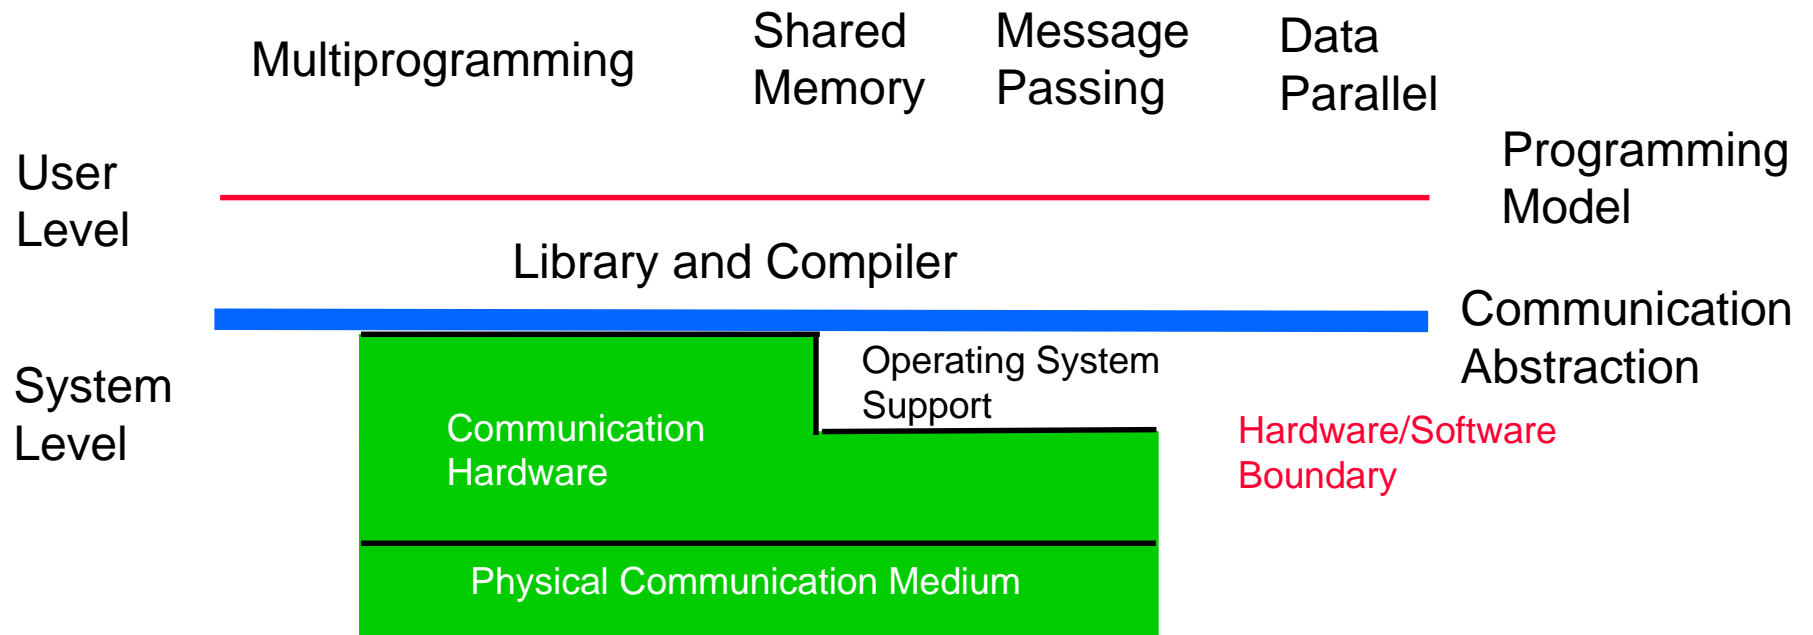 Multiprogramming
Shared
Memory
Message
Passing
Data
Parallel
User
Level
Programming
Model
Library and Compiler
Communication
Abstraction
System
Level
Operating System
Support
Communication
Hardware
Hardware/Software
Boundary
Physical Communication Medium